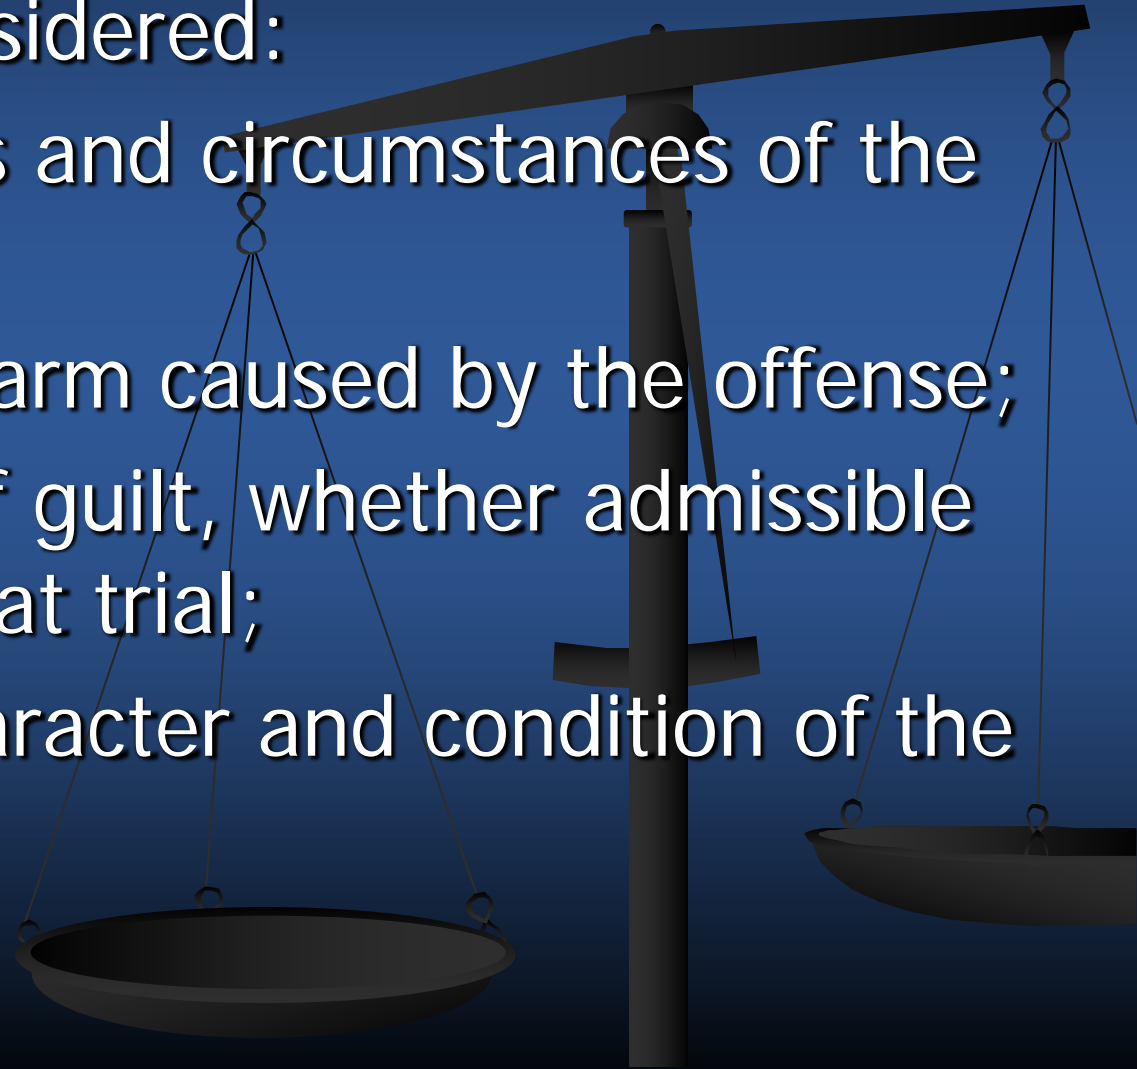 sidered:
s and circumstances of the
arm caused by the offense;
f guilt, whether admissible
at trial;
aracter and condition of the